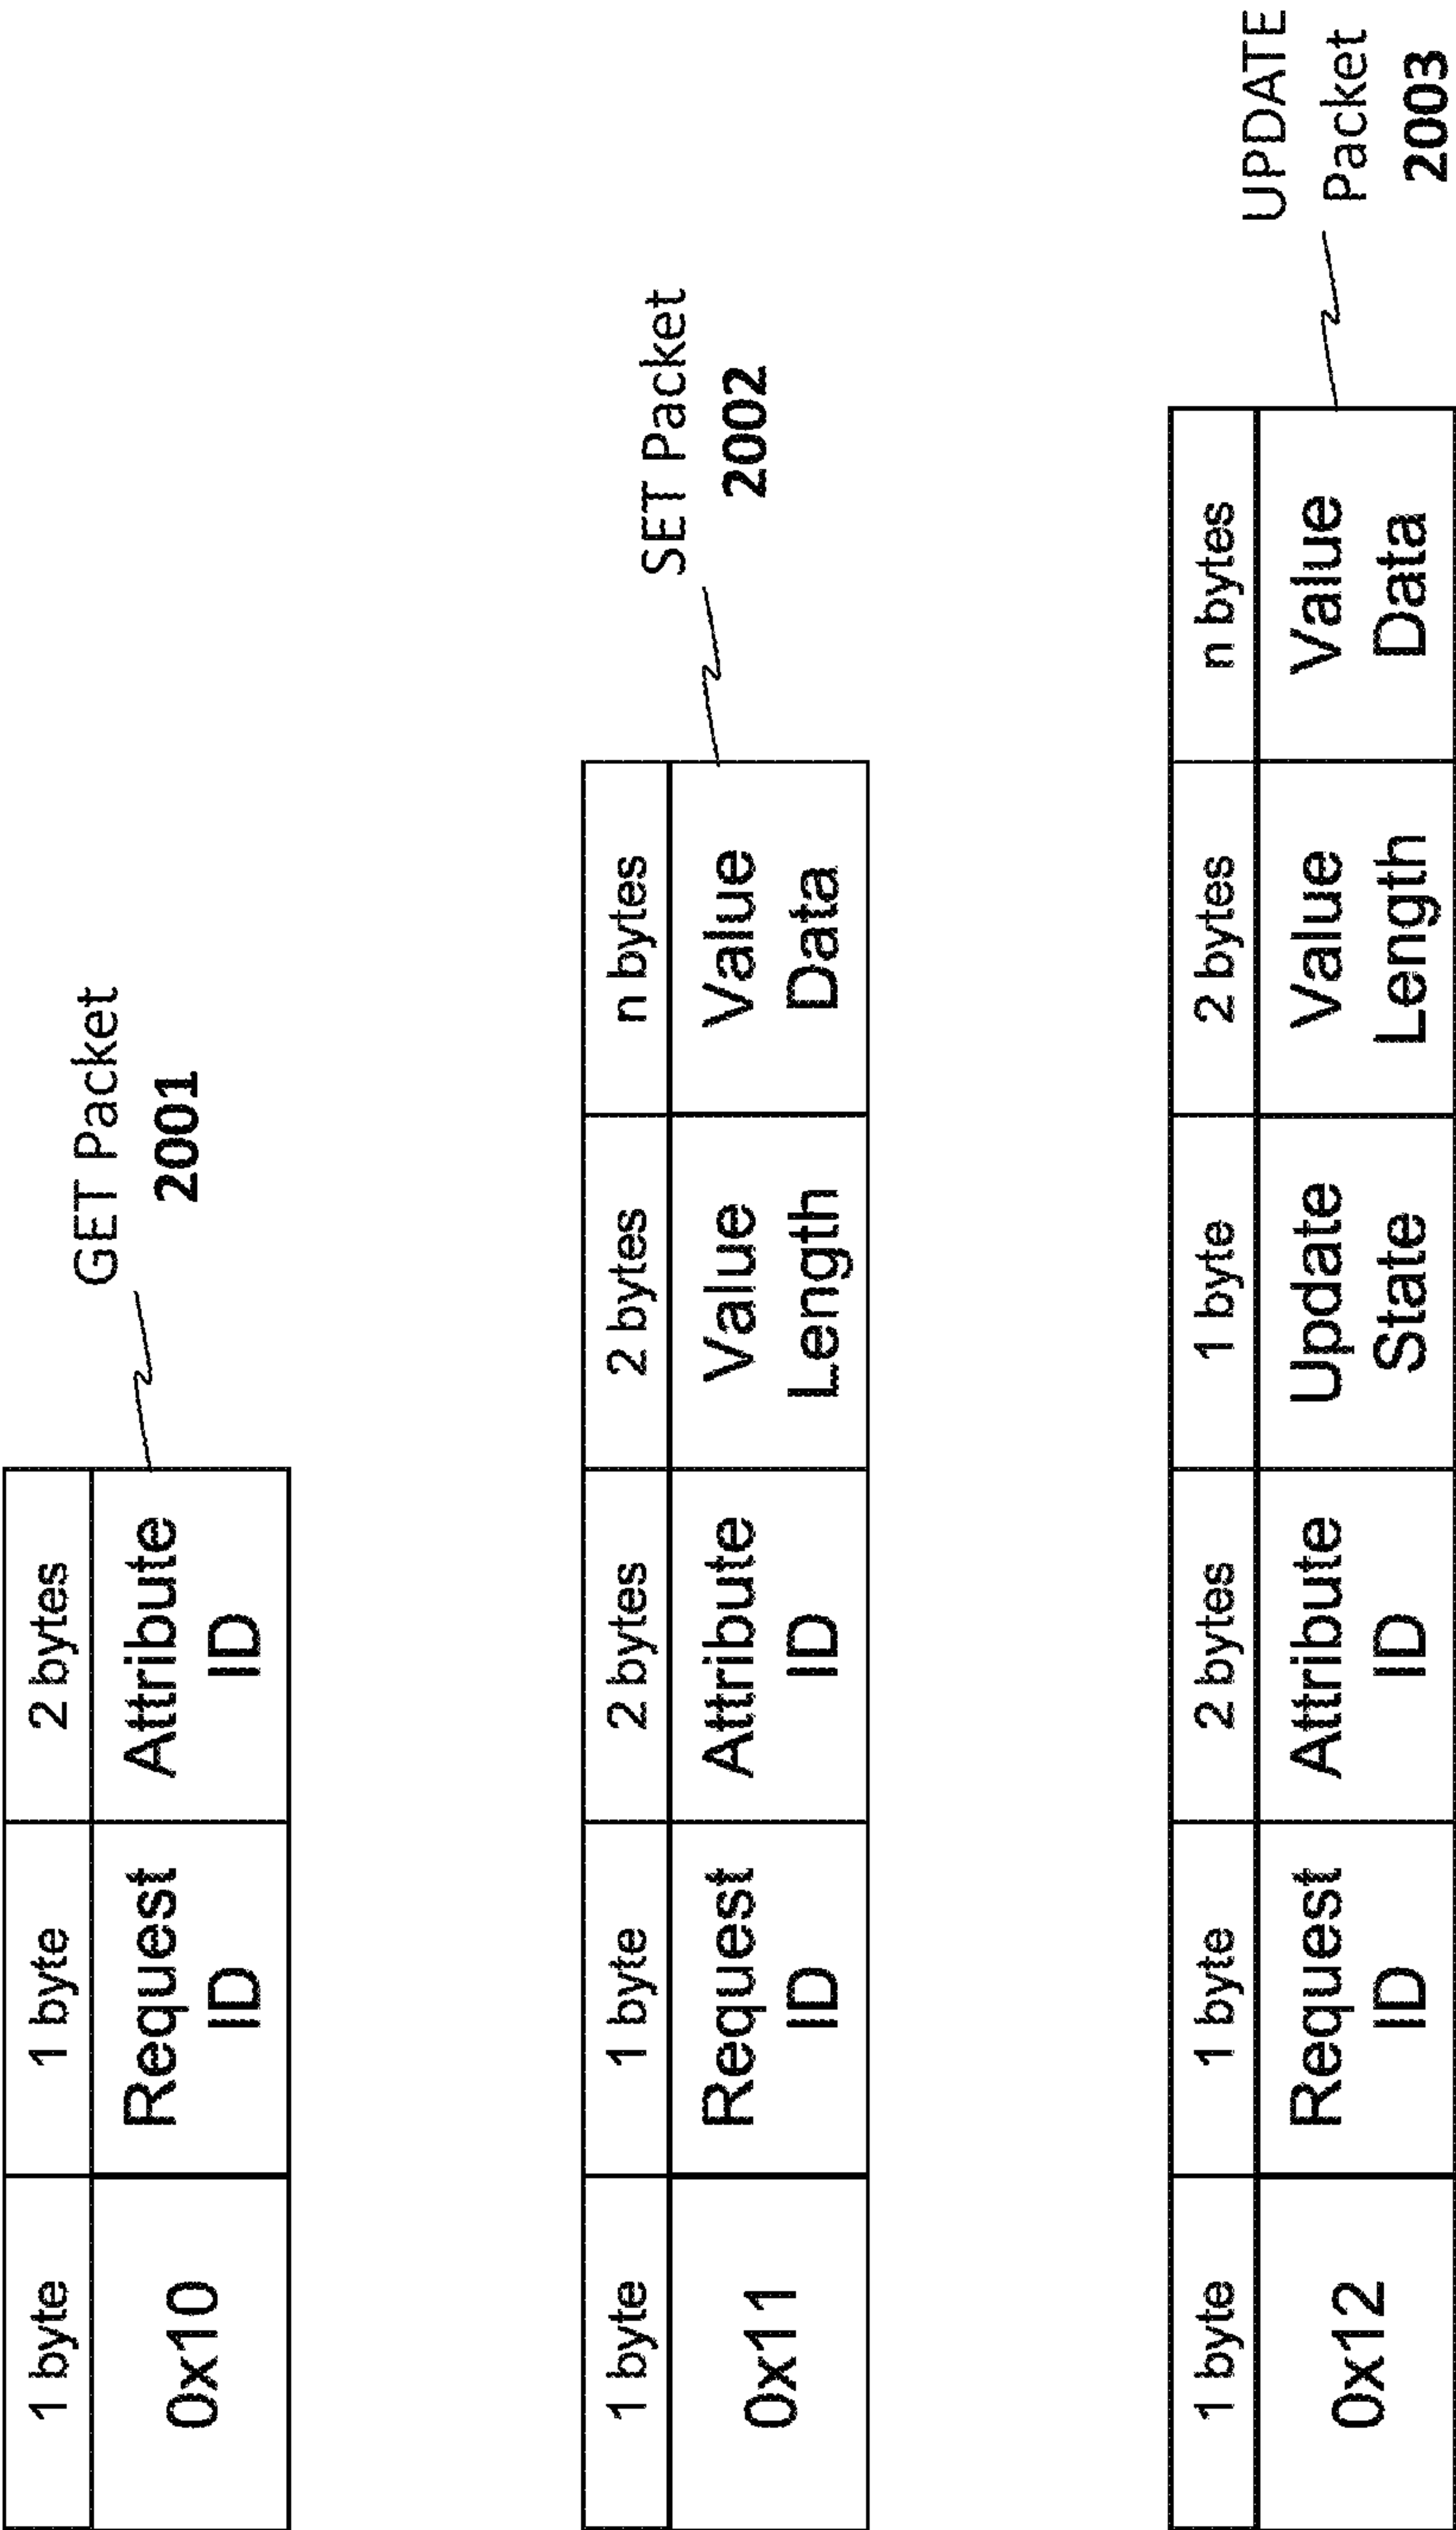 1 byte
1 byte
2 bytes
0x10
Request
ID
Attribute
ID
GET Packet
2001
1 byte
1 byte
2 bytes
2 bytes
n bytes
0x11
Request
ID
Attribute
ID
Value
Length
Value
Data
SET Packet
2002
1 byte
1 byte
2 bytes
1 byte
2 bytes
n bytes
0x12
Request
ID
Attribute
ID
Update
State
Value
Length
Value
Data
UPDATE
Packet
2003